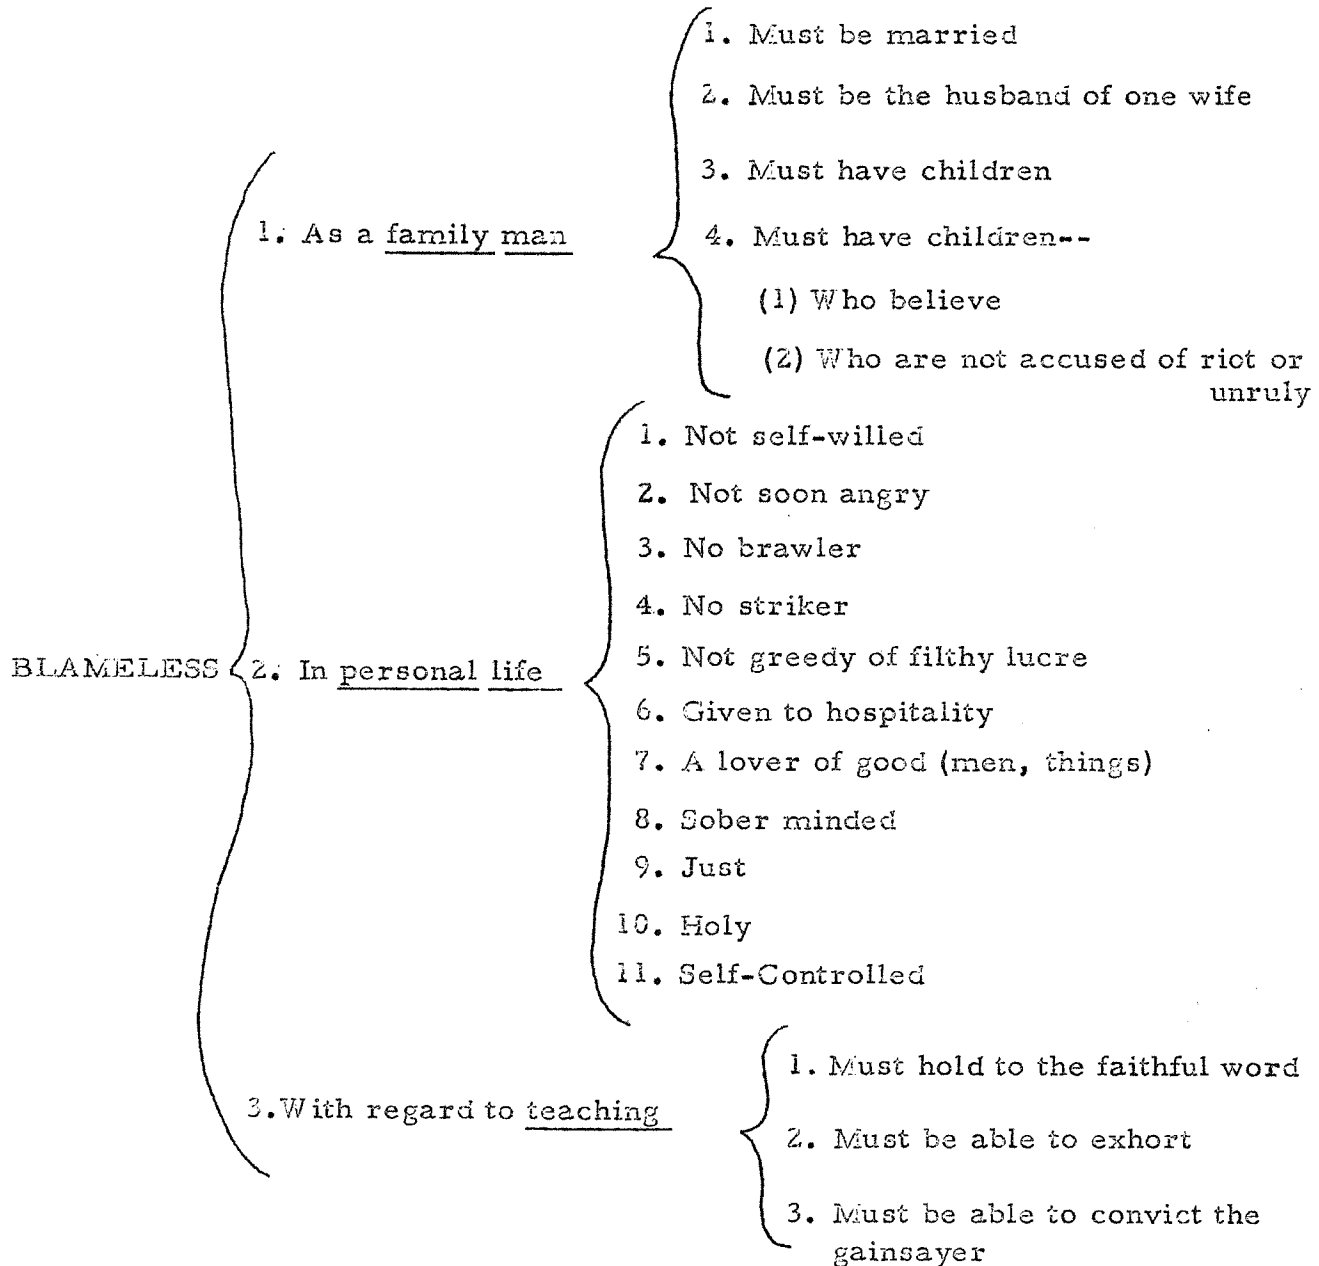 BLAMELESS
1. As a family man
1. Must be married
2. Must be the husband of one wife
3. Must have children
4. Must have children--
(1) Who believe
(2) Who are not accused of riot or
unruly
2. In personal life
1. Not self-willed
2. Not soon angry
3. No brawler
4. No striker
5. Not greedy of filthy lucre
6. Given to hospitality
7. A lover of good (men, things)
8. Sober minded
9. Just
10. Holy
11. Self-Controlled
3. With regard to teaching
1. Must hold to the faithful word
2. Must be able to exhort
3. Must be able to convict the
gainsayer